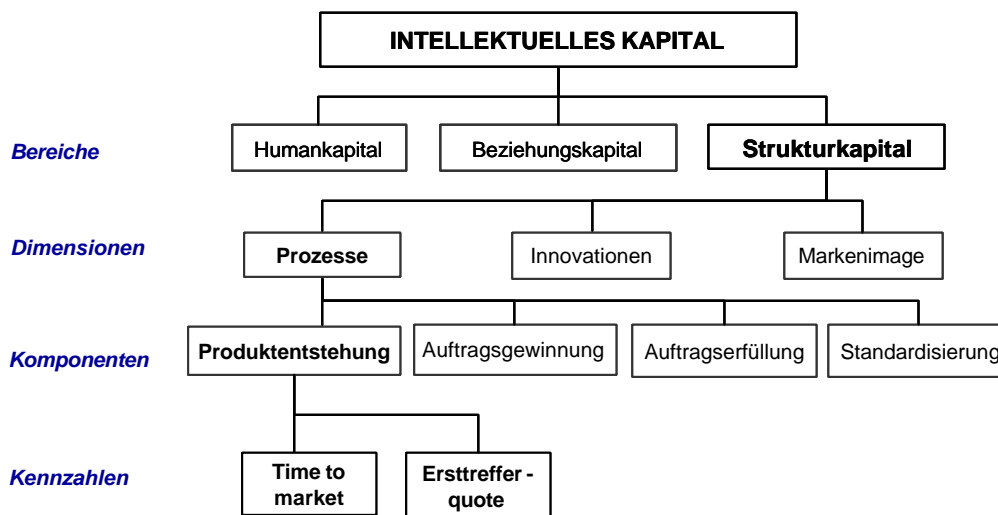 INTELLEKTUELLES KAPITAL
Bereiche
Humankapital
Beziehungskapital
Strukturkapital
Dimensionen
Prozesse
Innovationen
Markenimage
Komponenten
Produktentstehung
Auftragsgewinnung
Auftragserfüllung
Standardisierung
Kennzahlen
Time to
market
Ersttreffer -
quote